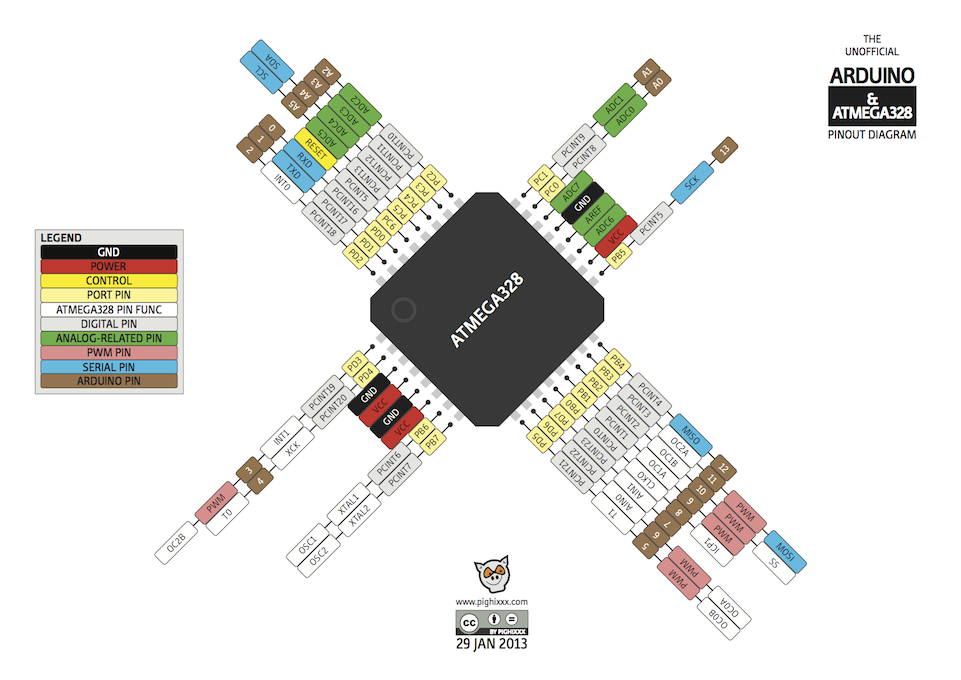 THE
UNOFFICIAL
ARDUINO
&
ATMEGA328
PINOUT DIAGRAM
SDA
SCL
A2
A3
A4
A5
ADC2
ADC3
ADC4
ADC5
RESET
RXD
TXD
INT0
0
1
2
PCINT10
PCINT11
PCINT12
PCINT13
PCINT16
PCINT17
PCINT18
PC2
PC3
PC4
PC5
PC6
PD0
PD1
PD2
A1
A0
ADC1
ADC0
PCINT9
PCINT8
PC1
PC0
ADC7
GND
AREF
ADC6
VCC
PB5
PCINT5
SCK
13
ATMEGA328
LEGEND
GND
POWER
CONTROL
PORT PIN
ATMEGA328 PIN FUNC
DIGITAL PIN
ANALOG-RELATED PIN
PWM PIN
SERIAL PIN
ARDUINO PIN
PD3
PD4
GND
VCC
GND
VCC
PB6
PB7
PCINT19
PCINT20
INT1
XCK
3
4
PWM
T0
OC2B
PCINT6
PCINT7
XTAL1
XTAL2
OSC1
OSC2
PB4
PB3
PB2
PB1
PB0
PD7
PD6
PD5
PCINT4
PCINT3
PCINT2
PCINT1
PCINT0
PCINT23
PCINT22
PCINT21
MISO
OC2A
OC1B
OC1A
CLK0
AIN1
AIN0
T1
12
11
10
9
8
7
6
5
PWM
PWM
PWM
ICP1
MOSI
SS
PWM
PWM
OC0A
OC0B
www.pighixxx.com
cc
BY PIGHIXXX
29 JAN 2013